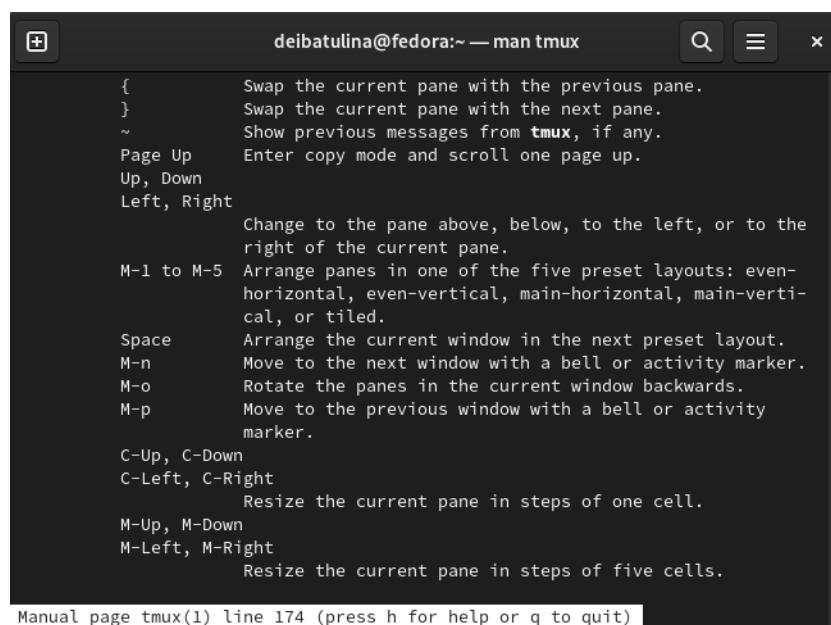 deibatulina@fedora:~ — man tmux
{ Swap the current pane with the previous pane.
} Swap the current pane with the next pane.
~ Show previous messages from tmux, if any.
Page Up Enter copy mode and scroll one page up.
Up, Down
Left, Right
Change to the pane above, below, to the left, or to the
right of the current pane.
M-1 to M-5 Arrange panes in one of the five preset layouts: even-
horizontal, even-vertical, main-horizontal, main-verti-
cal, or tiled.
Space Arrange the current window in the next preset layout.
M-n Move to the next window with a bell or activity marker.
M-o Rotate the panes in the current window backwards.
M-p Move to the previous window with a bell or activity
marker.
C-Up, C-Down
C-Left, C-Right
Resize the current pane in steps of one cell.
M-Up, M-Down
M-Left, M-Right
Resize the current pane in steps of five cells.
Manual page tmux(1) line 174 (press h for help or q to quit)